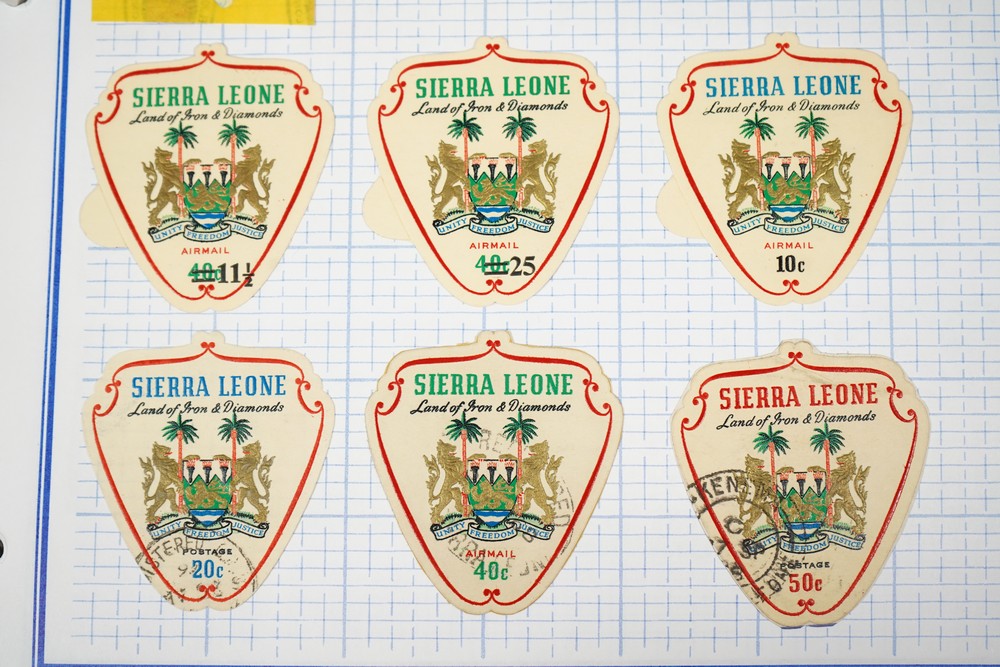 SIERRA LEONE
Land of Iron & Diamonds
UNITY FREEDOM JUSTICE
AIRMAIL
40c 11½
SIERRA LEONE
Land of Iron & Diamonds
UNITY FREEDOM JUSTICE
AIRMAIL
40c 25
SIERRA LEONE
Land of Iron & Diamonds
UNITY FREEDOM JUSTICE
AIRMAIL
10c
SIERRA LEONE
Land of Iron & Diamonds
UNITY FREEDOM JUSTICE
POSTAGE
20c
SIERRA LEONE
Land of Iron & Diamonds
UNITY FREEDOM JUSTICE
AIRMAIL
40c
SIERRA LEONE
Land of Iron & Diamonds
UNITY FREEDOM JUSTICE
POSTAGE
50c